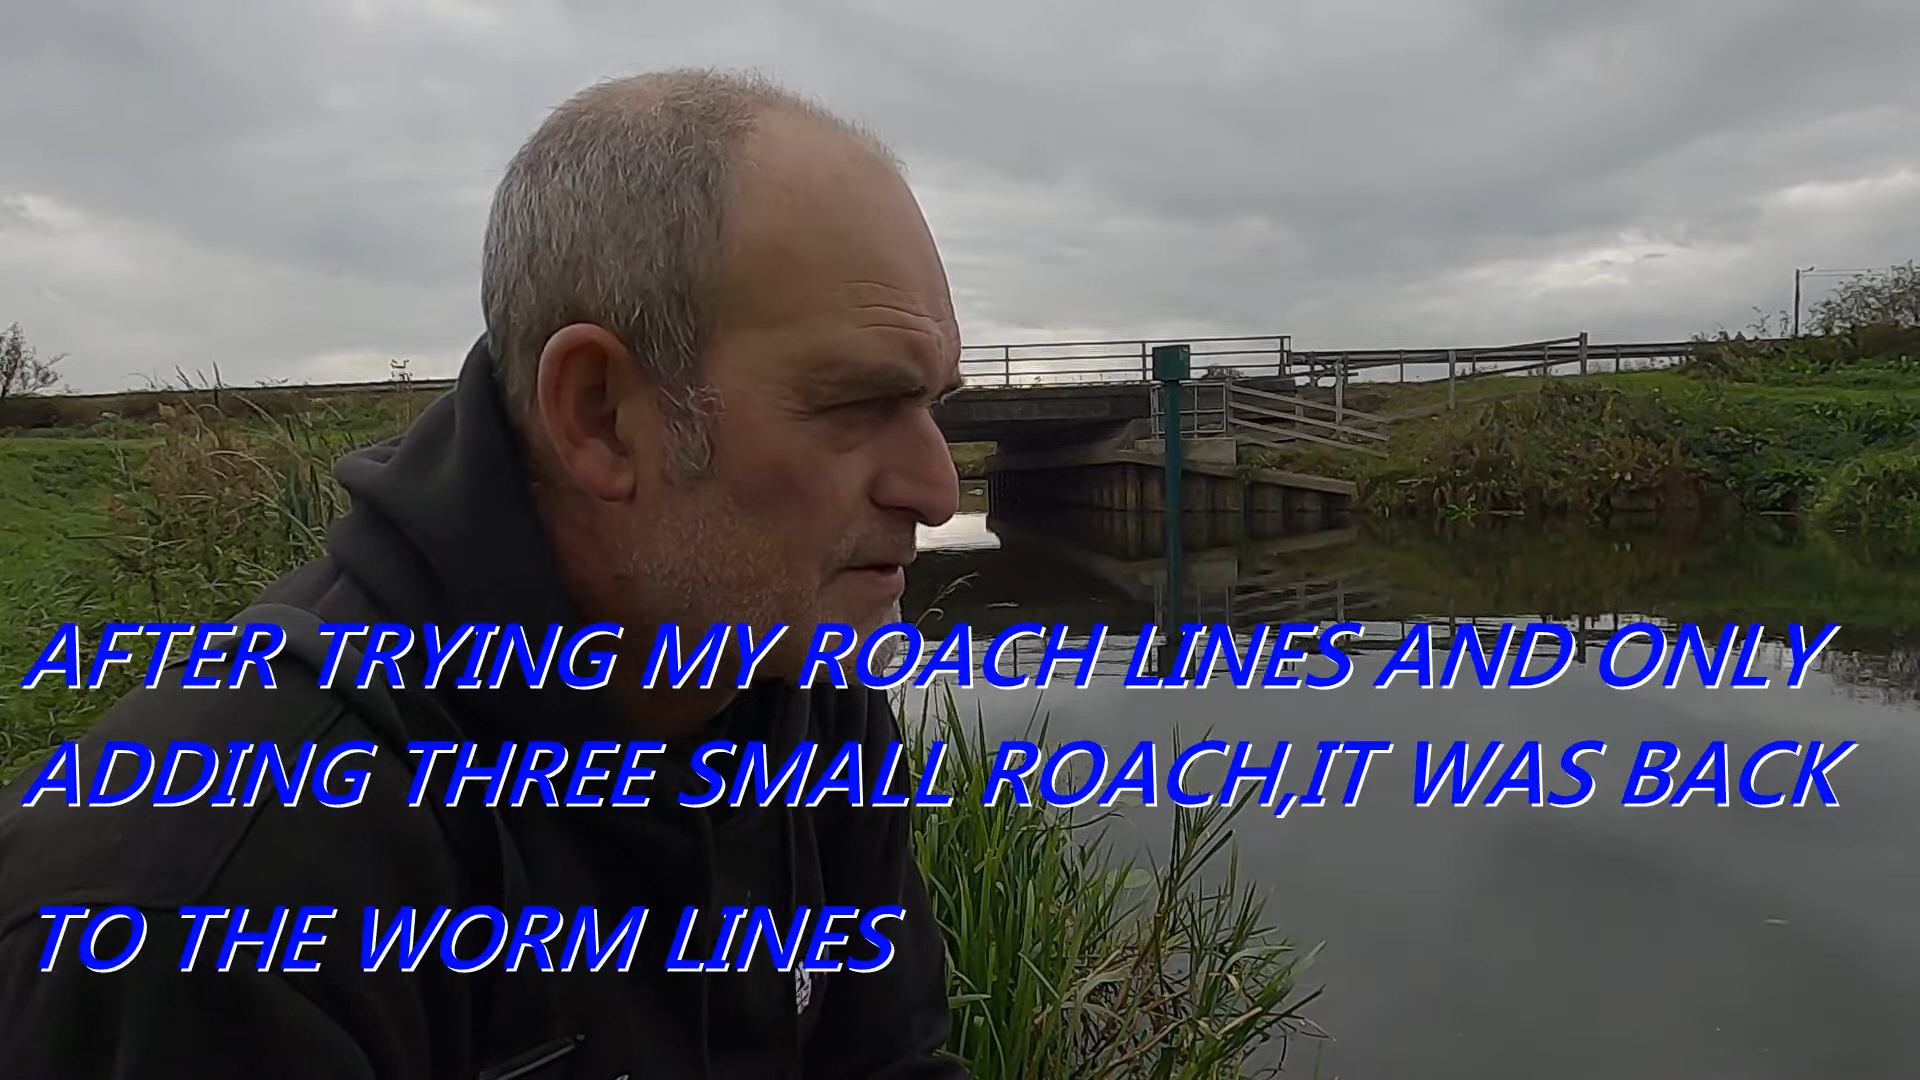 AFTER TRYING MY ROACH LINES AND ONLY
ADDING THREE SMALL ROACH,IT WAS BACK
TO THE WORM LINES